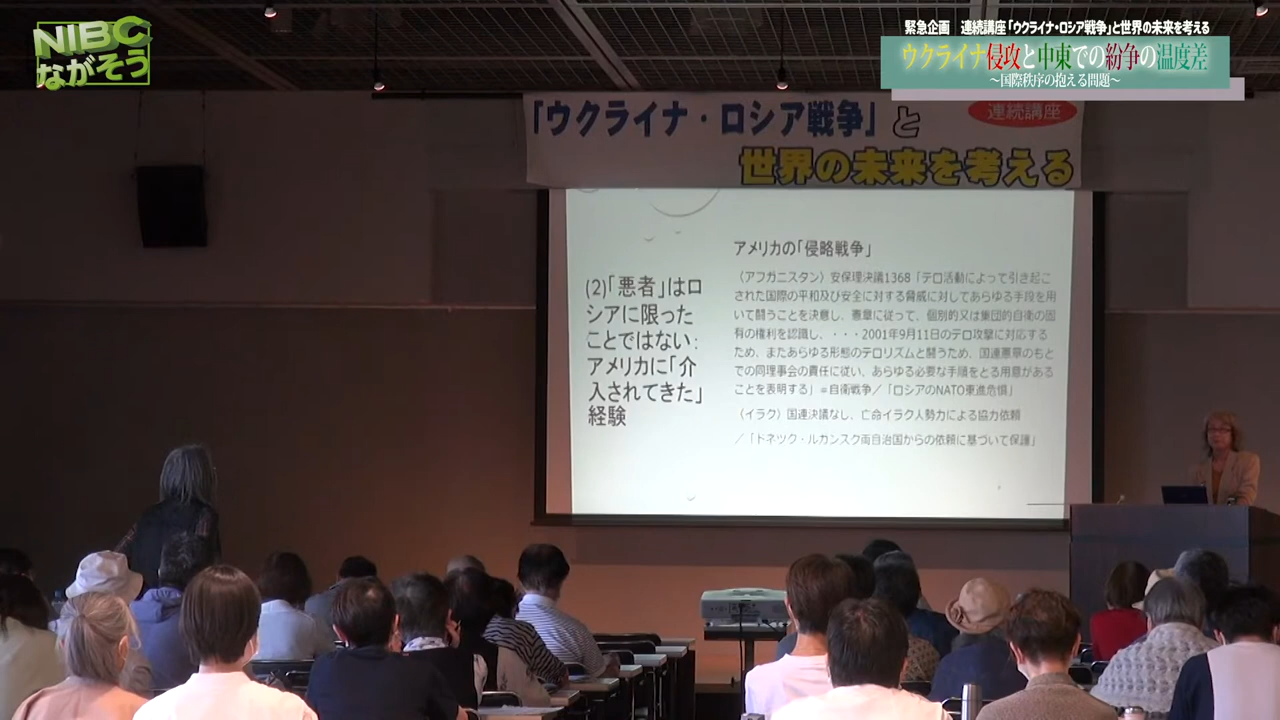 NIBC
ながそう
緊急企画 連続講座「ウクライナ・ロシア戦争」と世界の未来を考える
ウクライナ侵攻と中東での紛争の温度差
～国際秩序の抱える問題～
「ウクライナ・ロシア戦争」と
連続講座
世界の未来を考える
(2)「悪者」はロ
シアに限った
ことではない:
アメリカに「介
入されてきた」
経験
アメリカの「侵略戦争」
（アフガニスタン）安保理決議1368「テロ活動によって引き起こ
された国際の平和及び安全に対する脅威に対してあらゆる手段を用
いて闘うことを決意し、憲章に従って、個別的又は集団的自衛の固
有の権利を認識し、・・・2001年9月11日のテロ攻撃に対応する
ため、またあらゆる形態のテロリズムと闘うため、国連憲章のもと
での同理事会の責任に従い、あらゆる必要な手順をとる用意がある
ことを表明する」＝自衛戦争／「ロシアのNATO東進危惧」
（イラク）国連決議なし、亡命イラク人勢力による協力依頼
／「ドネツク・ルガンスク両自治国からの依頼に基づいて保護」